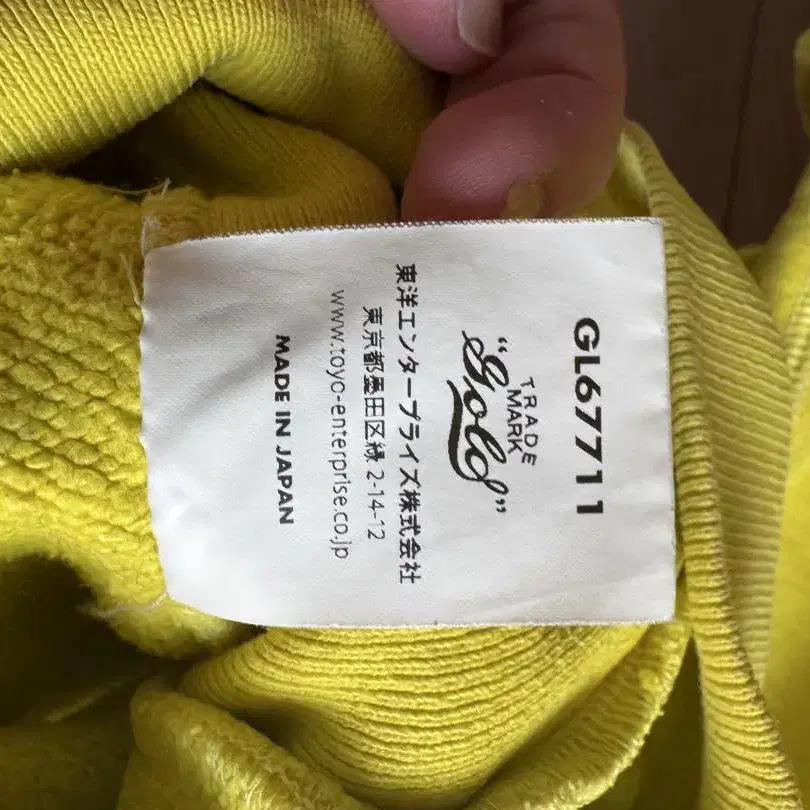 GL67711
TRADE
MARK
"Gold"
東洋エンタープライズ株式会社
東京都墨田区緑 2-14-12
www.toyo-enterprise.co.jp
MADE IN JAPAN